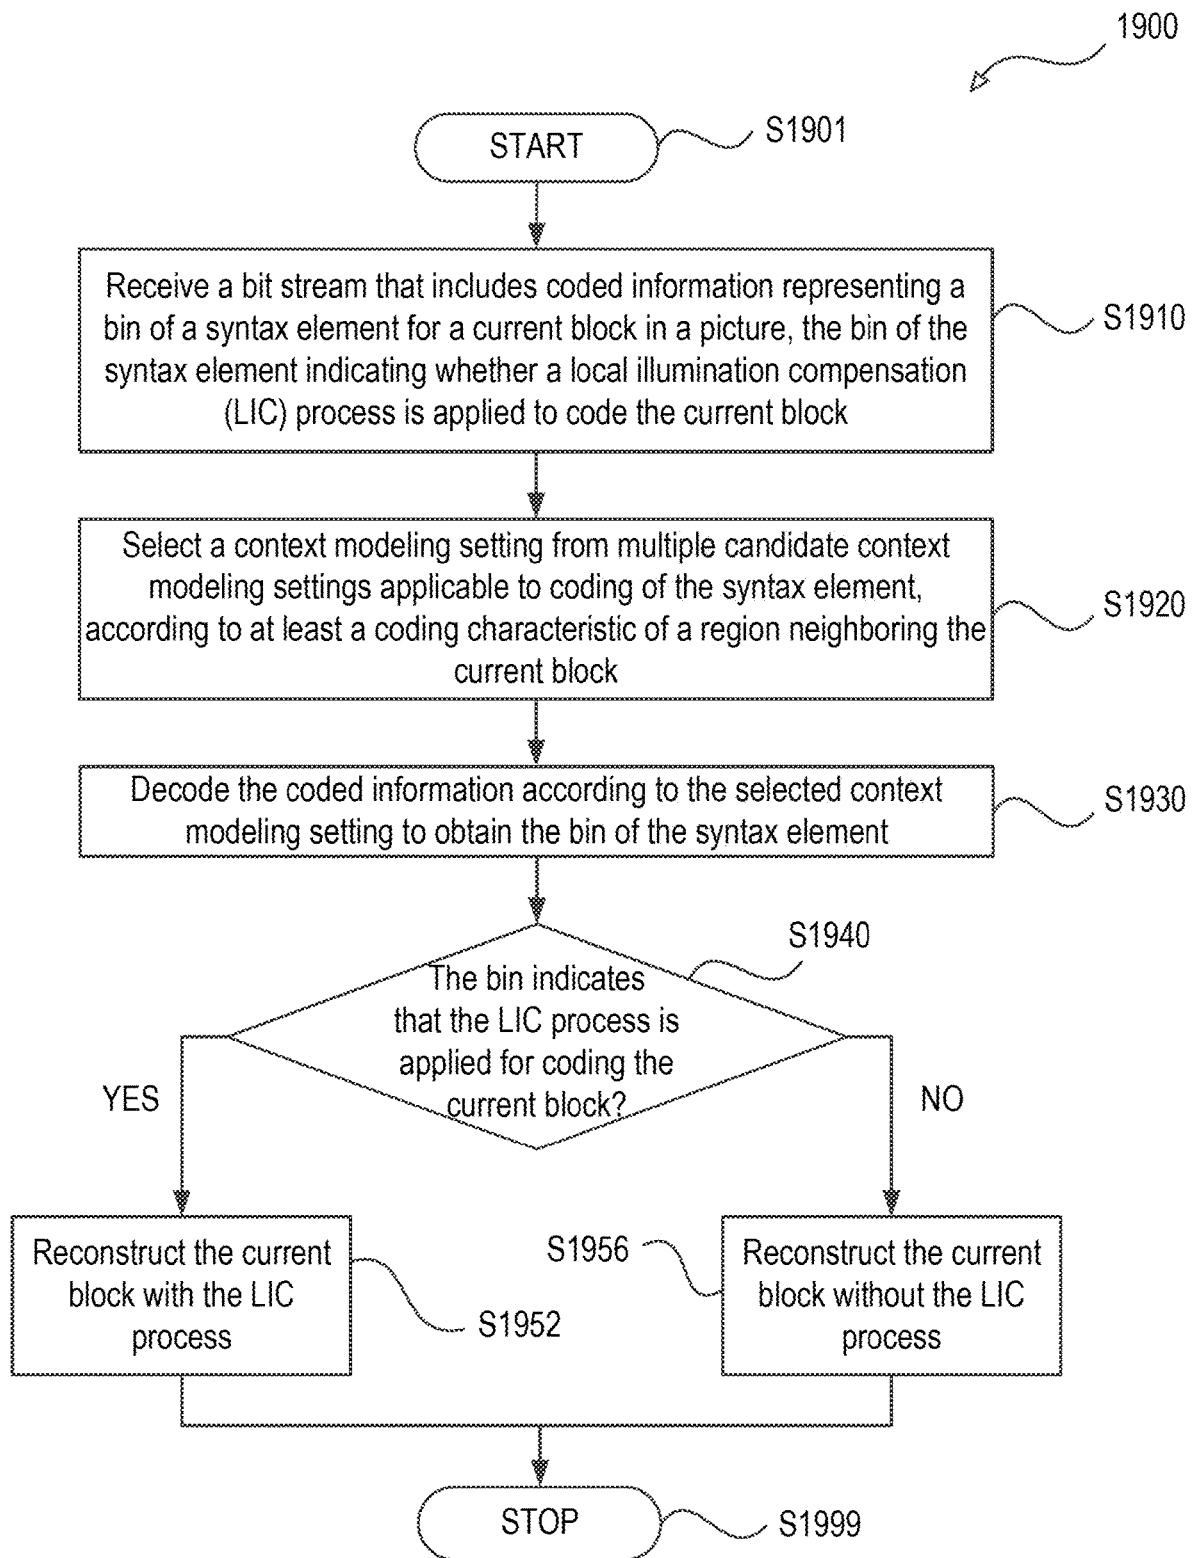 1900
START
S1901
Receive a bit stream that includes coded information representing a
bin of a syntax element for a current block in a picture, the bin of the
syntax element indicating whether a local illumination compensation
(LIC) process is applied to code the current block
S1910
Select a context modeling setting from multiple candidate context
modeling settings applicable to coding of the syntax element,
according to at least a coding characteristic of a region neighboring the
current block
S1920
Decode the coded information according to the selected context
modeling setting to obtain the bin of the syntax element
S1930
S1940
The bin indicates
that the LIC process is
applied for coding the
current block?
YES
NO
Reconstruct the current
block with the LIC
process
S1952
S1956
Reconstruct the current
block without the LIC
process
STOP
S1999